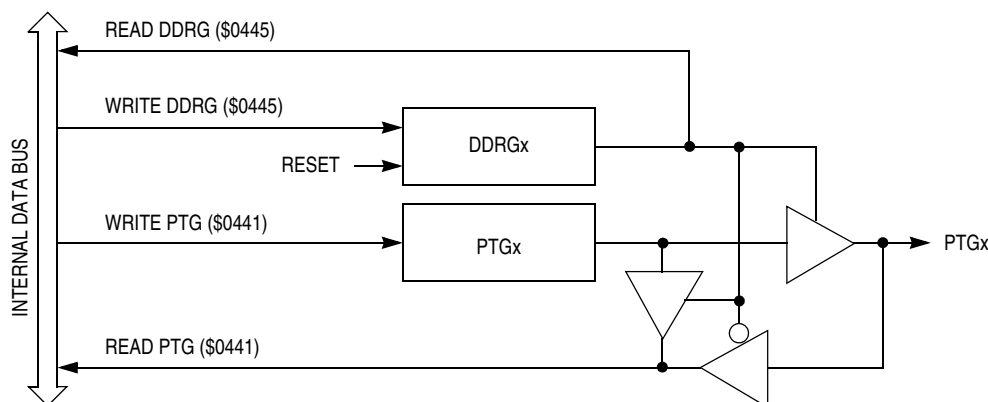 READ DDRG ($0445)
WRITE DDRG ($0445)
RESET
DDRGx
WRITE PTG ($0441)
PTGx
PTGx
READ PTG ($0441)
INTERNAL DATA BUS